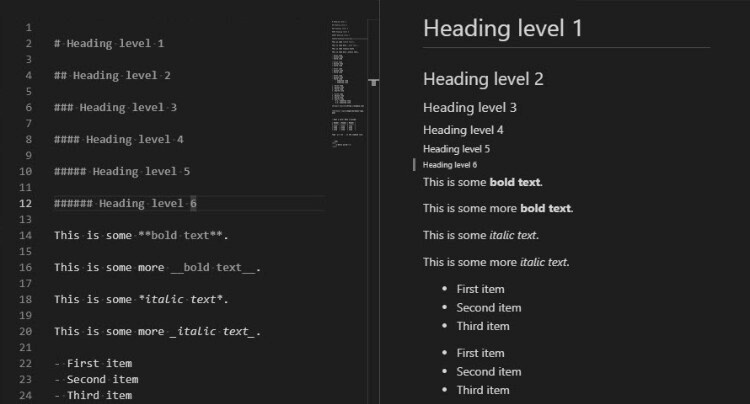 1
2 # Heading level 1
3
4 ## Heading level 2
5
6 ### Heading level 3
7
8 #### Heading level 4
9
10 ##### Heading level 5
11
12 ###### Heading level 6
13
14 This is some **bold text**.
15
16 This is some more __bold text__.
17
18 This is some *italic text*.
19
20 This is some more _italic text_.
21
22 - First item
23 - Second item
24 - Third item
Heading level 1
Heading level 2
Heading level 3
Heading level 4
Heading level 5
Heading level 6
This is some bold text.
This is some more bold text.
This is some italic text.
This is some more italic text.
• First item
• Second item
• Third item
• First item
• Second item
• Third item